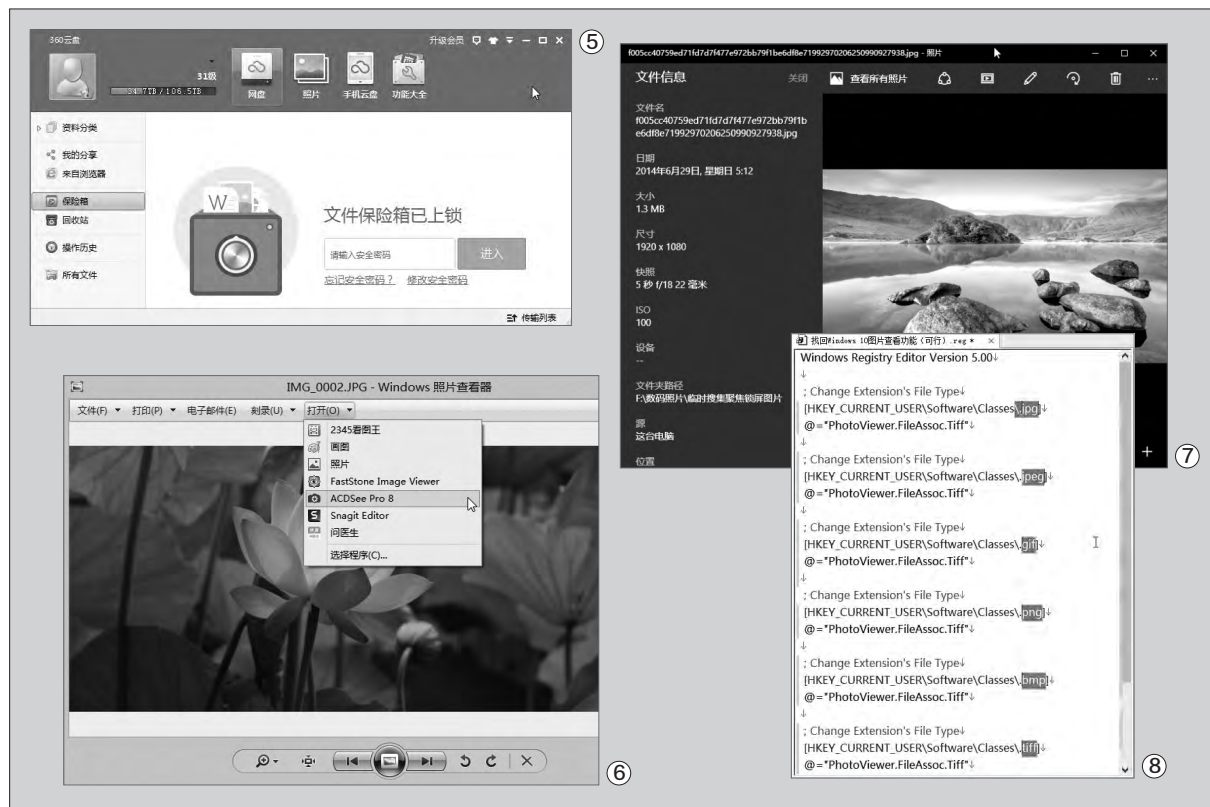 360云盘
升级会员
⑤
31级
34.7TB/106.5TB
网盘
照片
手机云盘
功能大全
资料分类
我的分享
来自浏览器
保险箱
回收站
操作历史
所有文件
W
文件保险箱已上锁
请输入安全密码
进入
忘记安全密码？ 修改安全密码
传输列表
IMG_0002.JPG - Windows 照片查看器
文件(F) 打印(P) 电子邮件(E) 刻录(U) 打开(O)
2345看图王
画图
照片
FastStone Image Viewer
ACDSee Pro 8
Snagit Editor
问医生
选择程序(C)...
⑥
f005cc40759ed71fd7d7f477e972bb79f1be6df8e71992970206250990927938.jpg - 照片
文件信息
关闭
查看所有照片
文件名
f005cc40759ed71fd7d7f477e972bb79f1b
e6df8e71992970206250990927938.jpg
日期
2014年6月29日, 星期日 5:12
大小
1.3 MB
尺寸
1920 x 1080
快照
5 秒 f/18 22 毫米
ISO
100
设备
--
文件夹路径
F:\数码照片\临时搜集聚焦锁屏图片
源
这台电脑
位置
⑦
找回Windows 10图片查看功能（可行）.reg *
Windows Registry Editor Version 5.00↓
↓
; Change Extension's File Type↓
[HKEY_CURRENT_USER\Software\Classes\.jpg]↓
@="PhotoViewer.FileAssoc.Tiff"↓
↓
; Change Extension's File Type↓
[HKEY_CURRENT_USER\Software\Classes\.jpeg]↓
@="PhotoViewer.FileAssoc.Tiff"↓
↓
; Change Extension's File Type↓
[HKEY_CURRENT_USER\Software\Classes\.gif]↓
@="PhotoViewer.FileAssoc.Tiff"↓
↓
; Change Extension's File Type↓
[HKEY_CURRENT_USER\Software\Classes\.png]↓
@="PhotoViewer.FileAssoc.Tiff"↓
↓
; Change Extension's File Type↓
[HKEY_CURRENT_USER\Software\Classes\.bmp]↓
@="PhotoViewer.FileAssoc.Tiff"↓
↓
; Change Extension's File Type↓
[HKEY_CURRENT_USER\Software\Classes\.tiff]↓
@="PhotoViewer.FileAssoc.Tiff"↓
⑧